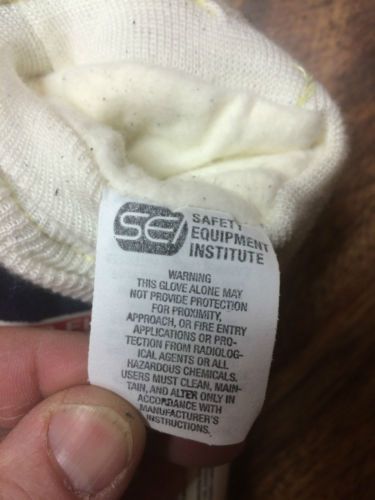 SEI
SAFETY
EQUIPMENT
INSTITUTE
WARNING
THIS GLOVE ALONE MAY
NOT PROVIDE PROTECTION
FOR PROXIMITY,
APPROACH, OR FIRE ENTRY
APPLICATIONS OR PRO-
TECTION FROM RADIOLOG-
ICAL AGENTS OR ALL
HAZARDOUS CHEMICALS.
USERS MUST CLEAN, MAIN-
TAIN, AND ALTER ONLY IN
ACCORDANCE WITH
MANUFACTURER'S
INSTRUCTIONS.